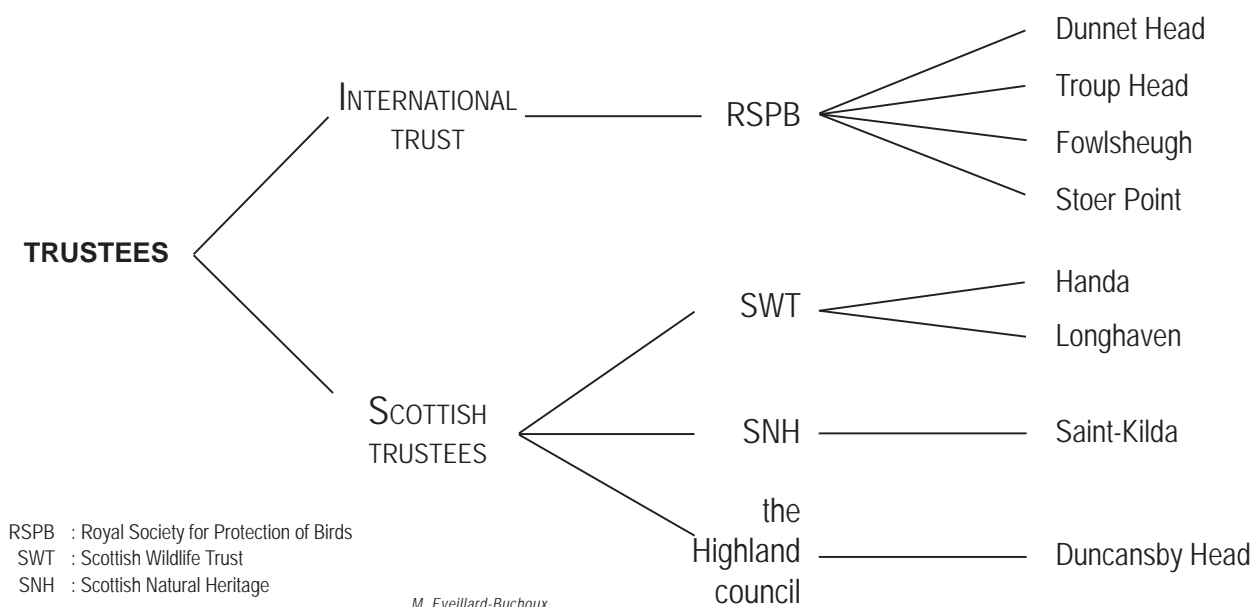 Dunnet Head
INTERNATIONAL
TRUST
RSPB
Troup Head
Fowlsheugh
Stoer Point
TRUSTEES
SWT
Handa
Longhaven
SCOTTISH
TRUSTEES
SNH
Saint-Kilda
the
Highland
council
Duncansby Head
RSPB : Royal Society for Protection of Birds
SWT : Scottish Wildlife Trust
SNH : Scottish Natural Heritage
M. Eveillard-Buchoux